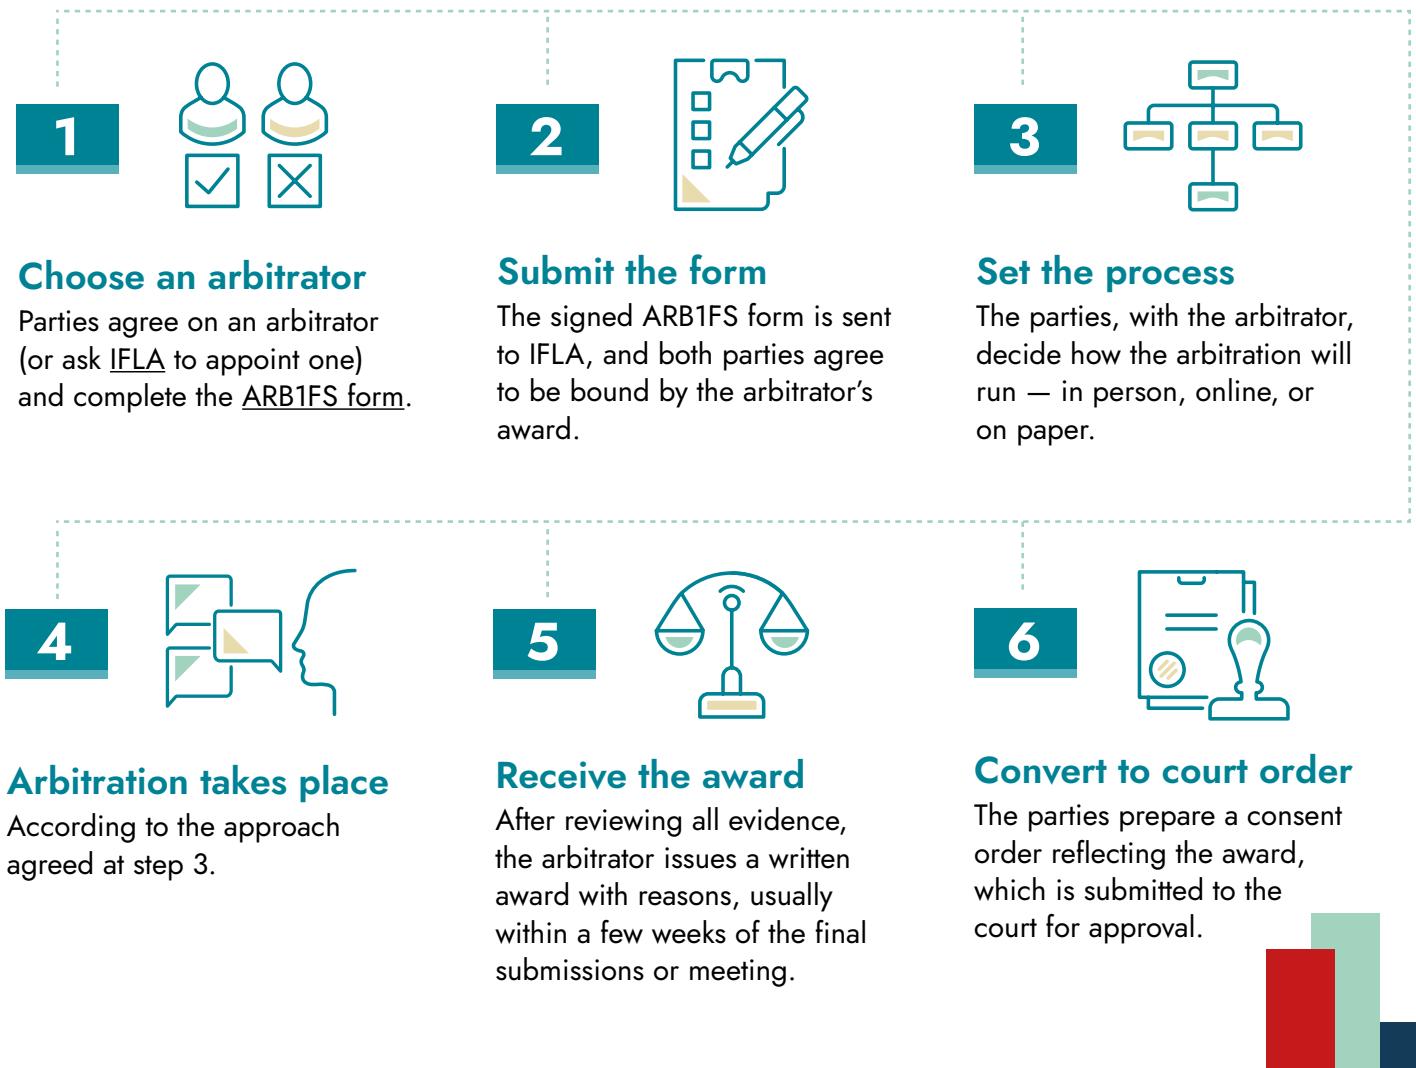 1
Choose an arbitrator
Parties agree on an arbitrator
(or ask IFLA to appoint one)
and complete the ARB1FS form.
2
Submit the form
The signed ARB1FS form is sent
to IFLA, and both parties agree
to be bound by the arbitrator’s
award.
3
Set the process
The parties, with the arbitrator,
decide how the arbitration will
run — in person, online, or
on paper.
4
Arbitration takes place
According to the approach
agreed at step 3.
5
Receive the award
After reviewing all evidence,
the arbitrator issues a written
award with reasons, usually
within a few weeks of the final
submissions or meeting.
6
Convert to court order
The parties prepare a consent
order reflecting the award,
which is submitted to the
court for approval.